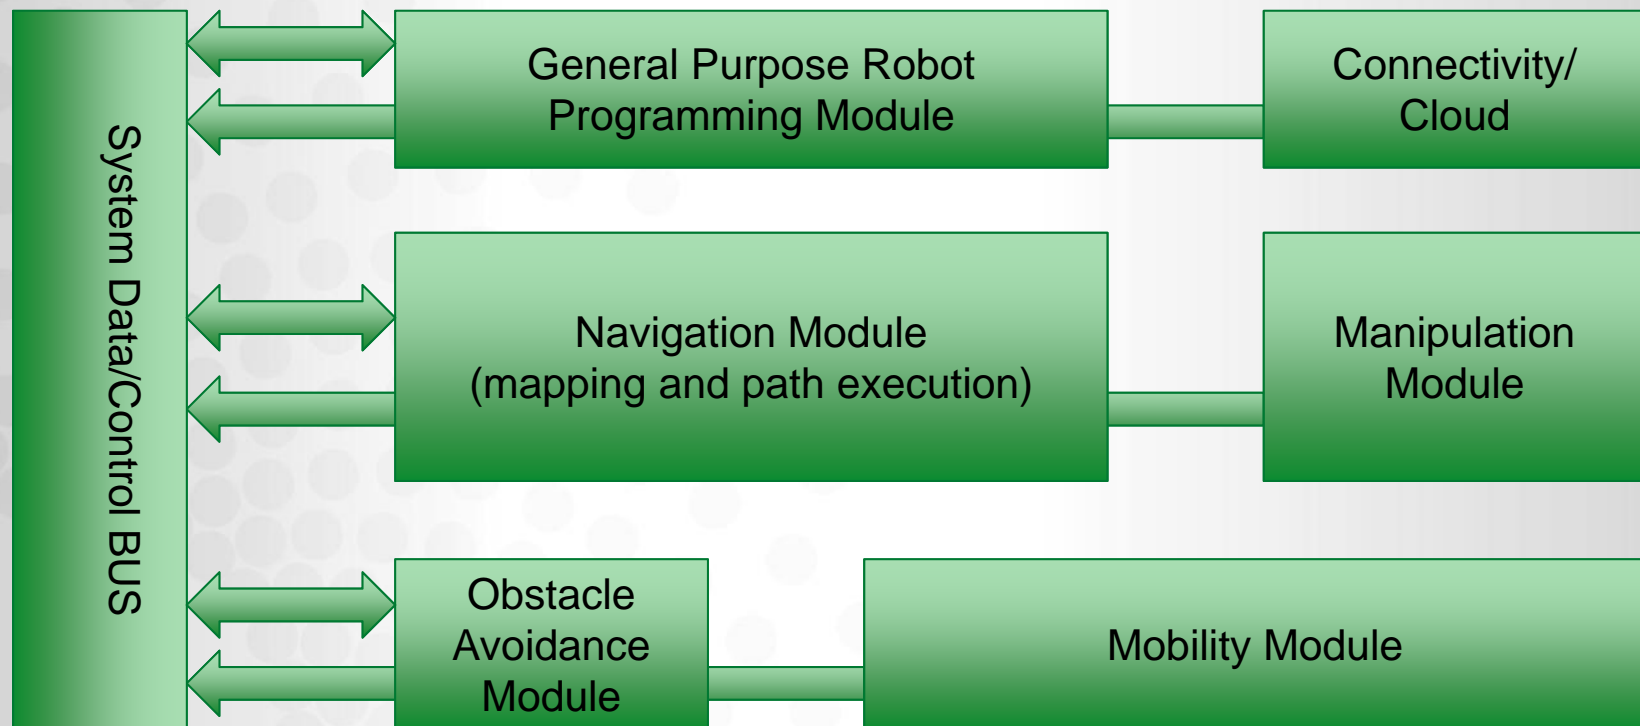 System Data/Control BUS
General Purpose Robot
Programming Module
Connectivity/
Cloud
Navigation Module
(mapping and path execution)
Manipulation
Module
Obstacle
Avoidance
Module
Mobility Module